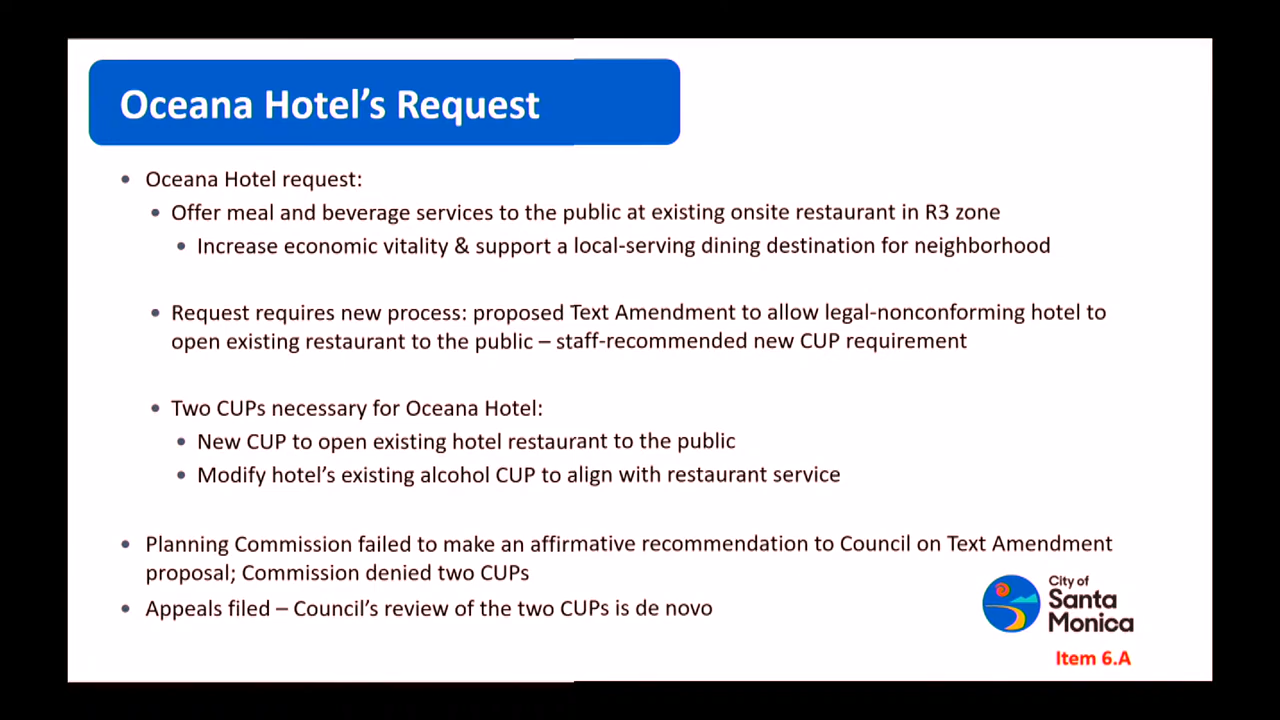 Oceana Hotel’s Request
• Oceana Hotel request:
• Offer meal and beverage services to the public at existing onsite restaurant in R3 zone
• Increase economic vitality & support a local-serving dining destination for neighborhood
• Request requires new process: proposed Text Amendment to allow legal-nonconforming hotel to
open existing restaurant to the public – staff-recommended new CUP requirement
• Two CUPs necessary for Oceana Hotel:
• New CUP to open existing hotel restaurant to the public
• Modify hotel’s existing alcohol CUP to align with restaurant service
• Planning Commission failed to make an affirmative recommendation to Council on Text Amendment
proposal; Commission denied two CUPs
• Appeals filed – Council’s review of the two CUPs is de novo
City of
Santa
Monica
Item 6.A